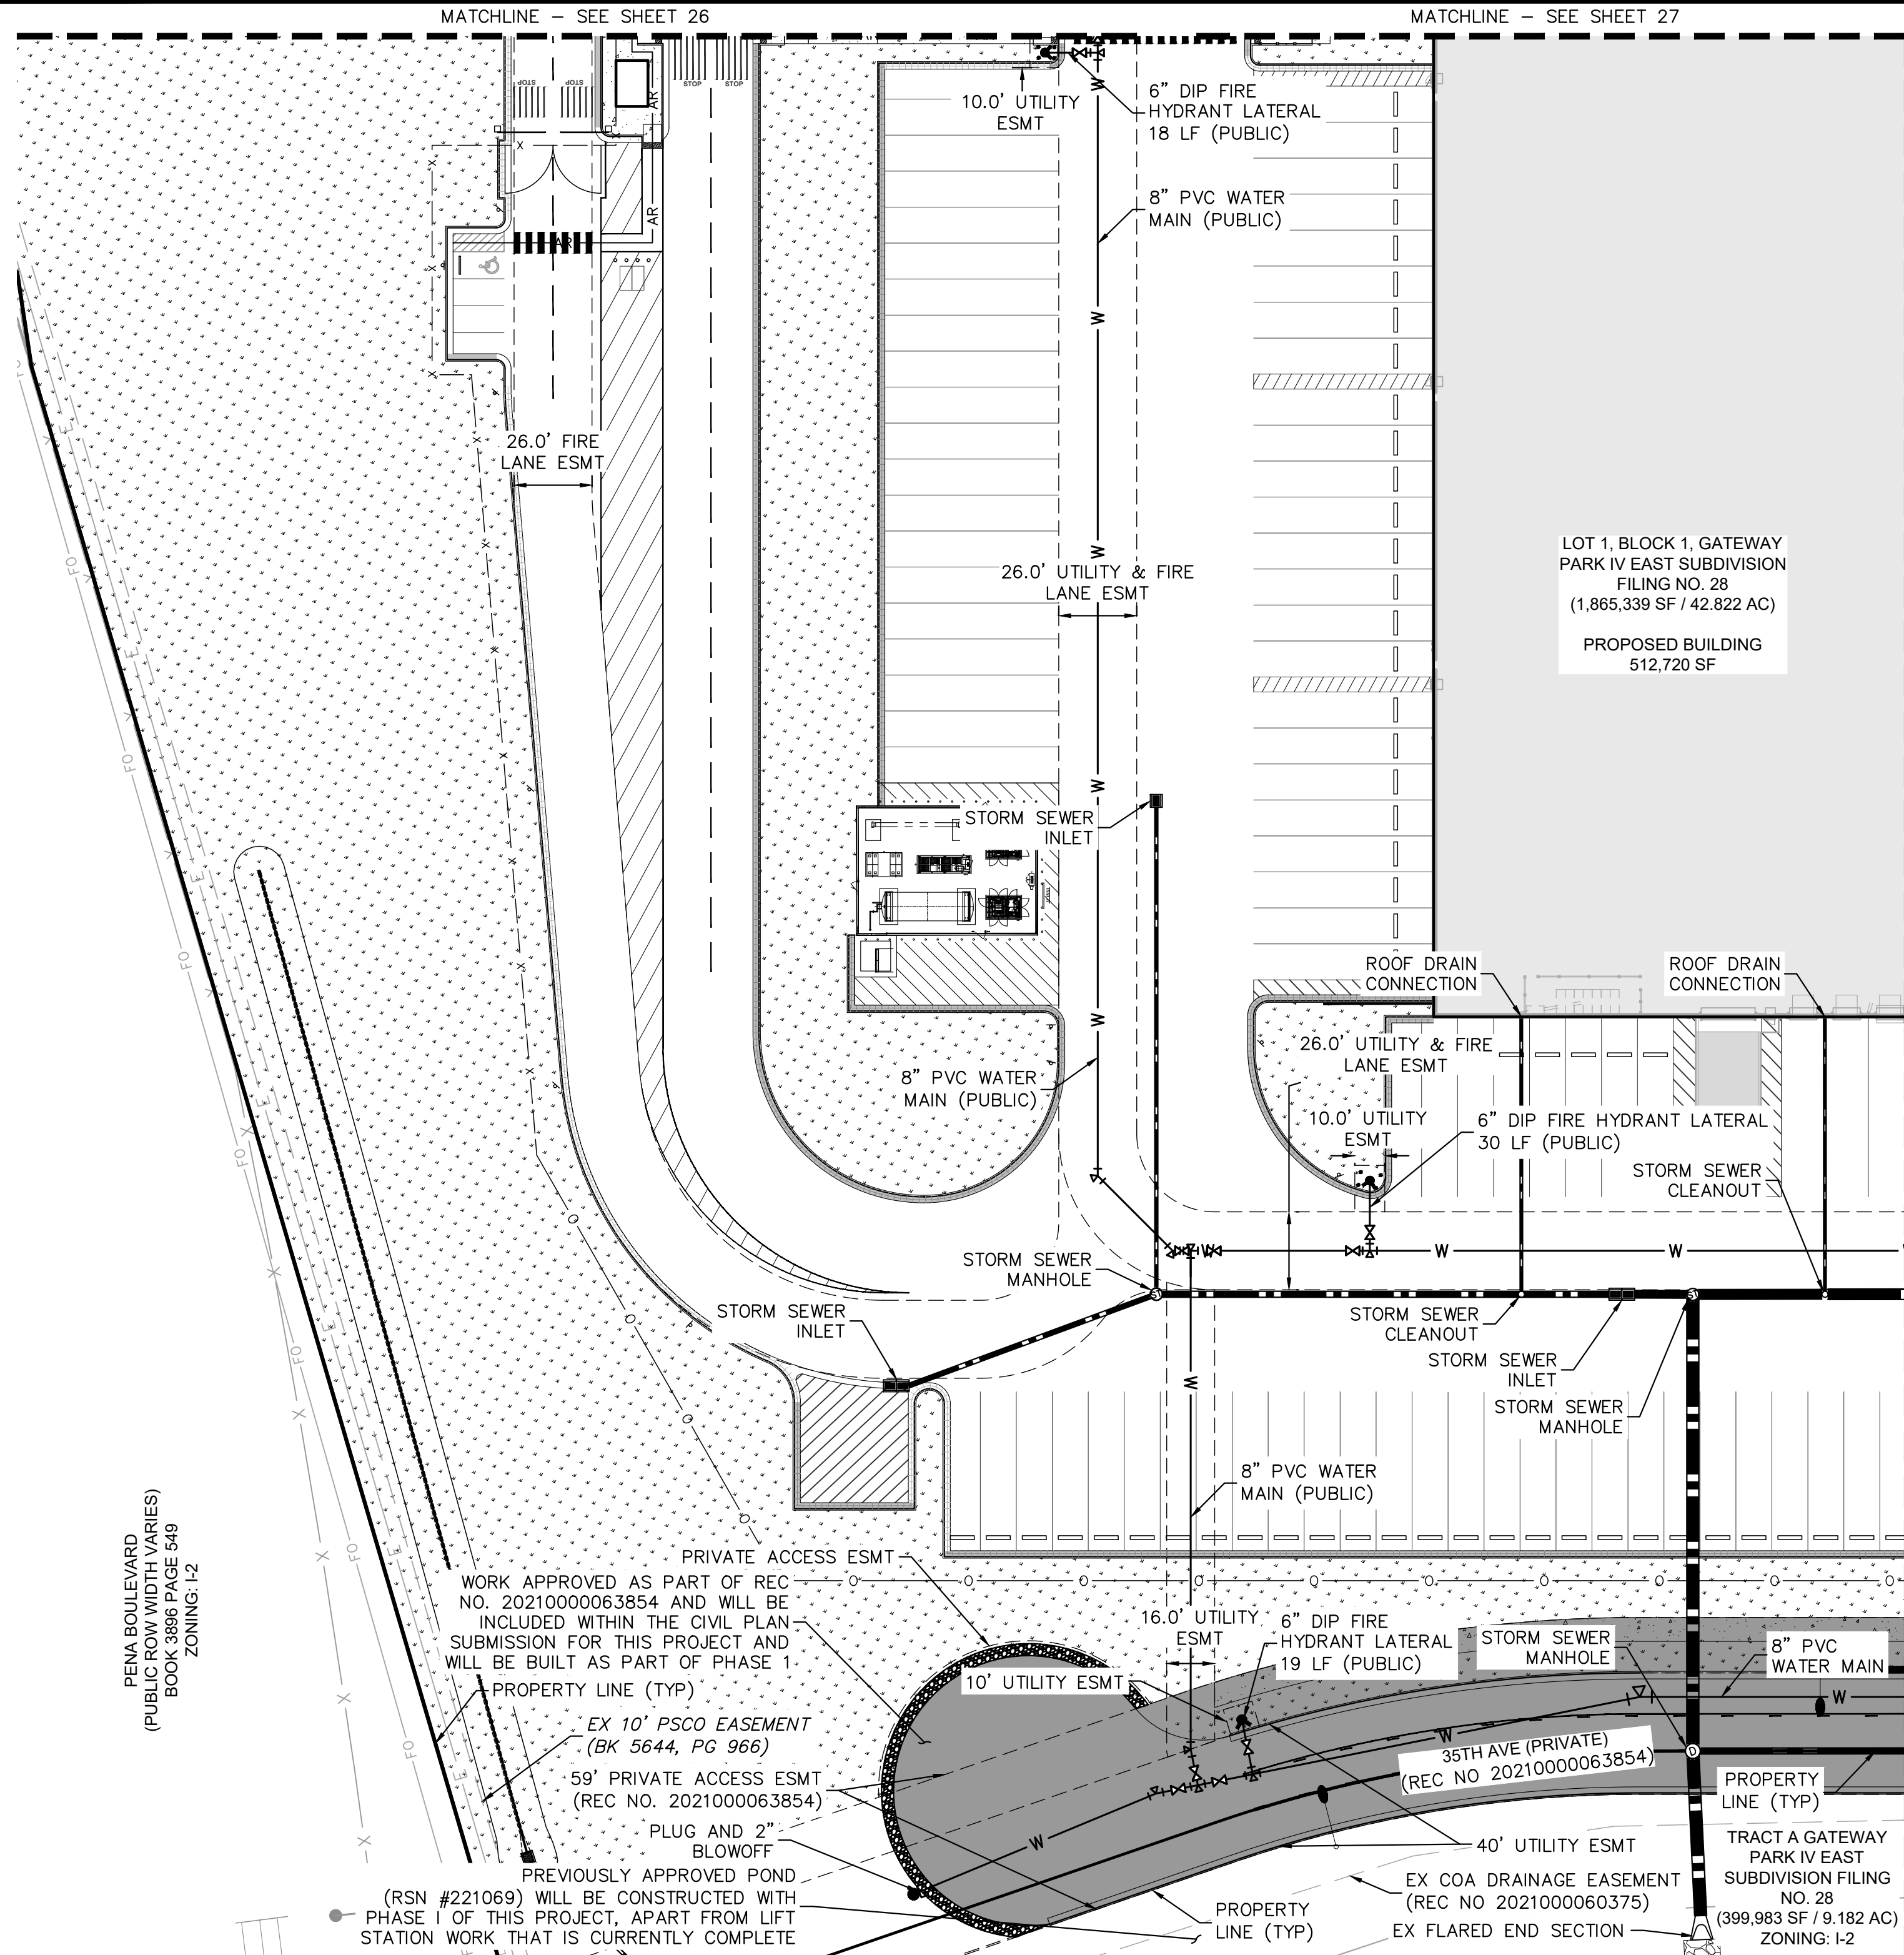 MATCHLINE – SEE SHEET 26
MATCHLINE – SEE SHEET 27
STOP
STOP
STOP
STOP
AR
AR
AR
10.0' UTILITY
ESMT
6" DIP FIRE
HYDRANT LATERAL
18 LF (PUBLIC)
8" PVC WATER
MAIN (PUBLIC)
26.0' FIRE
LANE ESMT
26.0' UTILITY & FIRE
LANE ESMT
LOT 1, BLOCK 1, GATEWAY
PARK IV EAST SUBDIVISION
FILING NO. 28
(1,865,339 SF / 42.822 AC)
PROPOSED BUILDING
512,720 SF
STORM SEWER
INLET
ROOF DRAIN
CONNECTION
ROOF DRAIN
CONNECTION
8" PVC WATER
MAIN (PUBLIC)
26.0' UTILITY & FIRE
LANE ESMT
10.0' UTILITY
ESMT
6" DIP FIRE HYDRANT LATERAL
30 LF (PUBLIC)
STORM SEWER
CLEANOUT
STORM SEWER
MANHOLE
STORM SEWER
INLET
STORM SEWER
CLEANOUT
STORM SEWER
INLET
STORM SEWER
MANHOLE
8" PVC WATER
MAIN (PUBLIC)
PENA BOULEVARD
(PUBLIC ROW WIDTH VARIES)
BOOK 3896 PAGE 549
ZONING: I-2
PRIVATE ACCESS ESMT
WORK APPROVED AS PART OF REC
NO. 20210000063854 AND WILL BE
INCLUDED WITHIN THE CIVIL PLAN
SUBMISSION FOR THIS PROJECT AND
WILL BE BUILT AS PART OF PHASE 1
PROPERTY LINE (TYP)
EX 10' PSCO EASEMENT
(BK 5644, PG 966)
59' PRIVATE ACCESS ESMT
(REC NO. 2021000063854)
PLUG AND 2"
BLOWOFF
PREVIOUSLY APPROVED POND
(RSN #221069) WILL BE CONSTRUCTED WITH
PHASE I OF THIS PROJECT, APART FROM LIFT
STATION WORK THAT IS CURRENTLY COMPLETE
16.0' UTILITY
ESMT
10' UTILITY ESMT
6" DIP FIRE
HYDRANT LATERAL
19 LF (PUBLIC)
STORM SEWER
MANHOLE
8" PVC
WATER MAIN
35TH AVE (PRIVATE)
(REC NO 20210000063854)
D
PROPERTY
LINE (TYP)
40' UTILITY ESMT
EX COA DRAINAGE EASEMENT
(REC NO 2021000060375)
PROPERTY
LINE (TYP)
EX FLARED END SECTION
TRACT A GATEWAY
PARK IV EAST
SUBDIVISION FILING
NO. 28
(399,983 SF / 9.182 AC)
ZONING: I-2